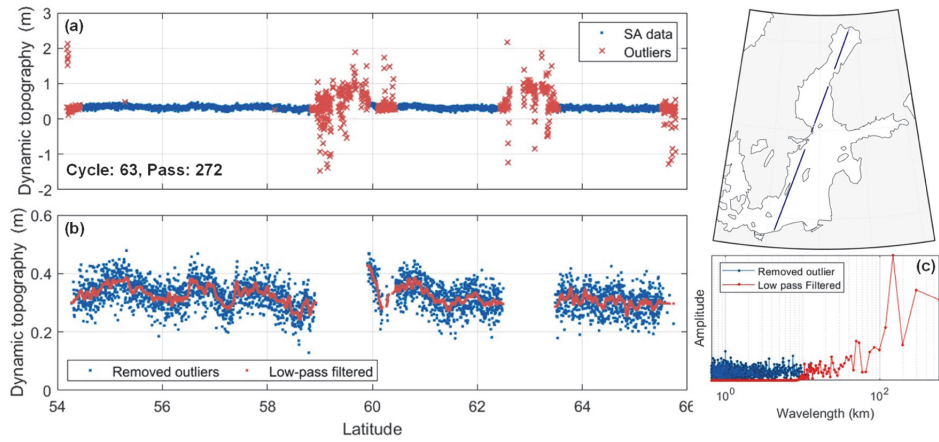 (a)
SA data
Outliers
Dynamic topography (m)
3
2
1
0
-1
-2
Cycle: 63, Pass: 272
(b)
Dynamic topography (m)
0.6
0.4
0.2
0
Removed outliers
Low-pass filtered
54 56 58 60 62 64 66
Latitude
(c)
Removed outlier
Low pass Filtered
Amplitude
10^0 10^2
Wavelength (km)